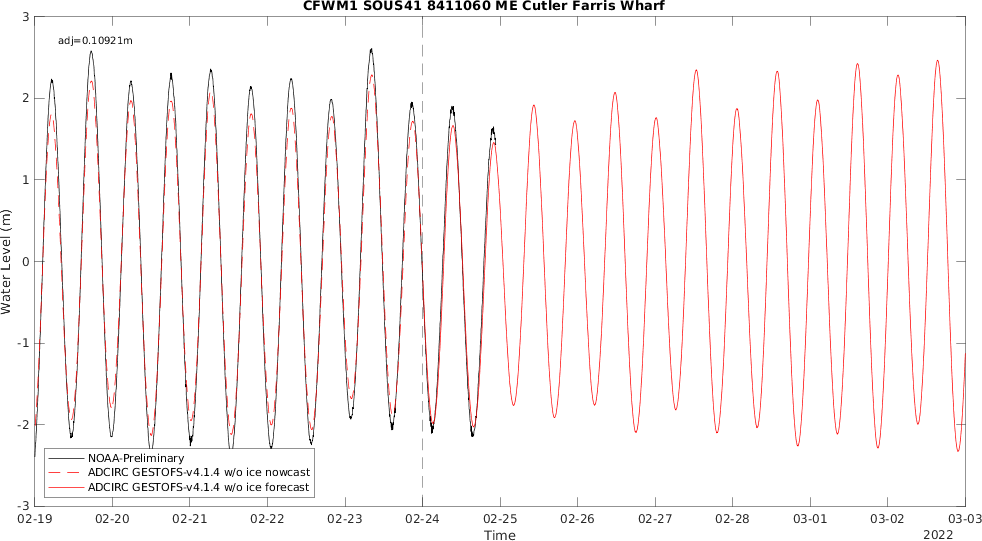 CFWM1 SOUS41 8411060 ME Cutler Farris Wharf
adj=0.10921m
3
2
1
0
-1
-2
-3
Water Level (m)
NOAA-Preliminary
ADCIRC GESTOFS-v4.1.4 w/o ice nowcast
ADCIRC GESTOFS-v4.1.4 w/o ice forecast
02-19 02-20 02-21 02-22 02-23 02-24 02-25 02-26 02-27 02-28 03-01 03-02 03-03
Time
2022